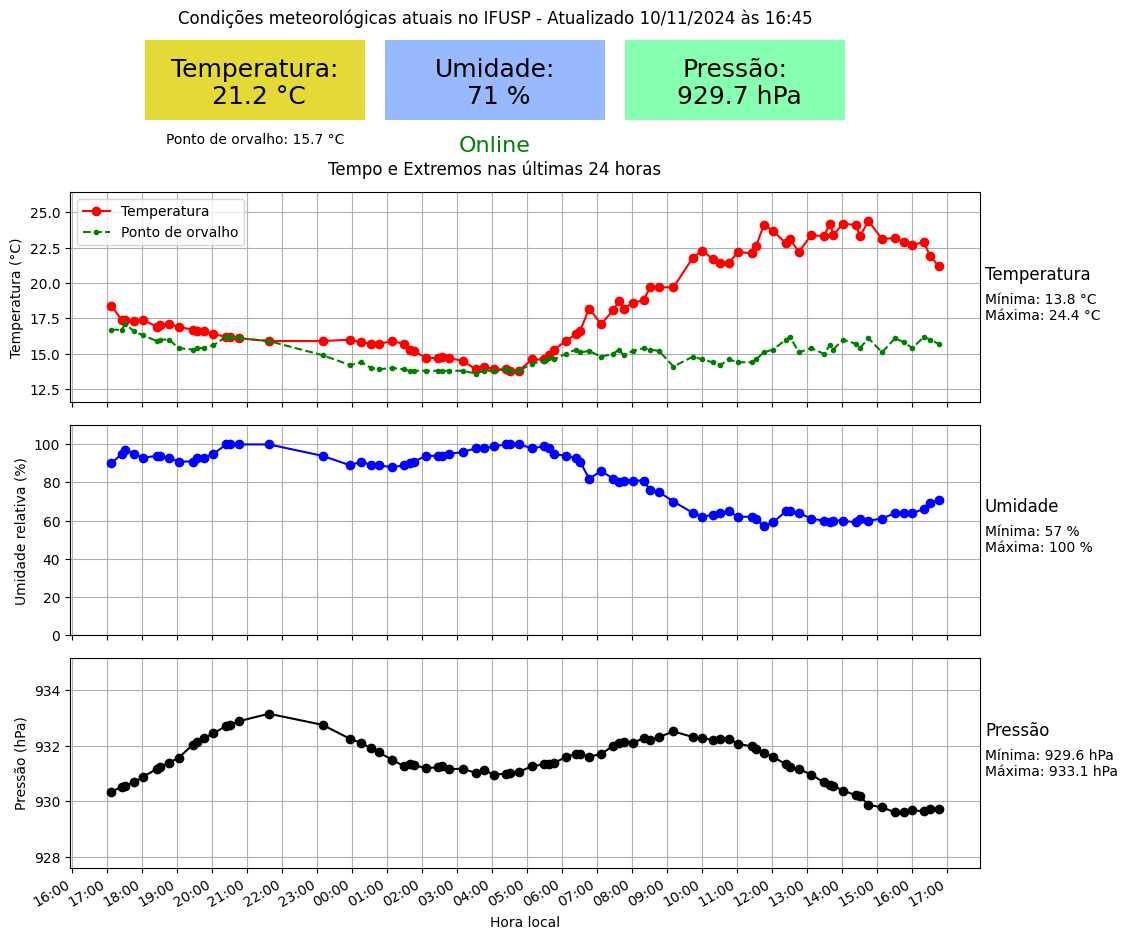 Condições meteorológicas atuais no IFUSP - Atualizado 10/11/2024 às 16:45
Temperatura:
21.2 °C
Umidade:
71 %
Pressão:
929.7 hPa
Ponto de orvalho: 15.7 °C
Online
Tempo e Extremos nas últimas 24 horas
Temperatura
Ponto de orvalho
Temperatura (°C)
25.0
22.5
20.0
17.5
15.0
12.5
Temperatura
Mínima: 13.8 °C
Máxima: 24.4 °C
Umidade relativa (%)
100
80
60
40
20
0
Umidade
Mínima: 57 %
Máxima: 100 %
Pressão (hPa)
934
932
930
928
Pressão
Mínima: 929.6 hPa
Máxima: 933.1 hPa
16:00 17:00 18:00 19:00 20:00 21:00 22:00 23:00 00:00 01:00 02:00 03:00 04:00 05:00 06:00 07:00 08:00 09:00 10:00 11:00 12:00 13:00 14:00 15:00 16:00 17:00
Hora local